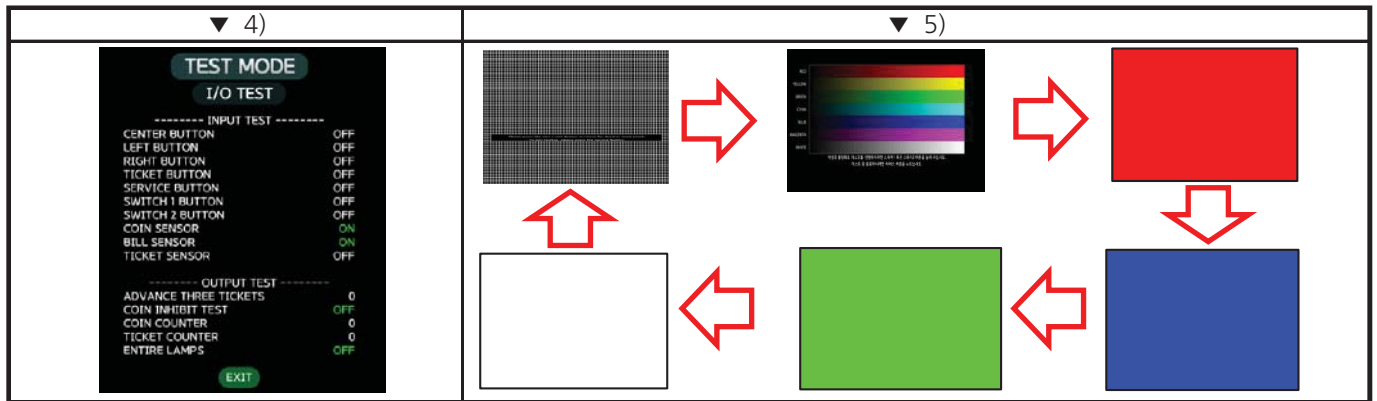 ▼ 4)
▼ 5)
TEST MODE
I/O TEST
-------- INPUT TEST --------
CENTER BUTTON OFF
LEFT BUTTON OFF
RIGHT BUTTON OFF
TICKET BUTTON OFF
SERVICE BUTTON OFF
SWITCH 1 BUTTON OFF
SWITCH 2 BUTTON OFF
COIN SENSOR ON
BILL SENSOR ON
TICKET SENSOR OFF
-------- OUTPUT TEST --------
ADVANCE THREE TICKETS 0
COIN INHIBIT TEST OFF
COIN COUNTER 0
TICKET COUNTER 0
ENTIRE LAMPS OFF
EXIT
RED
YELLOW
GREEN
CYAN
BLUE
MAGENTA
WHITE